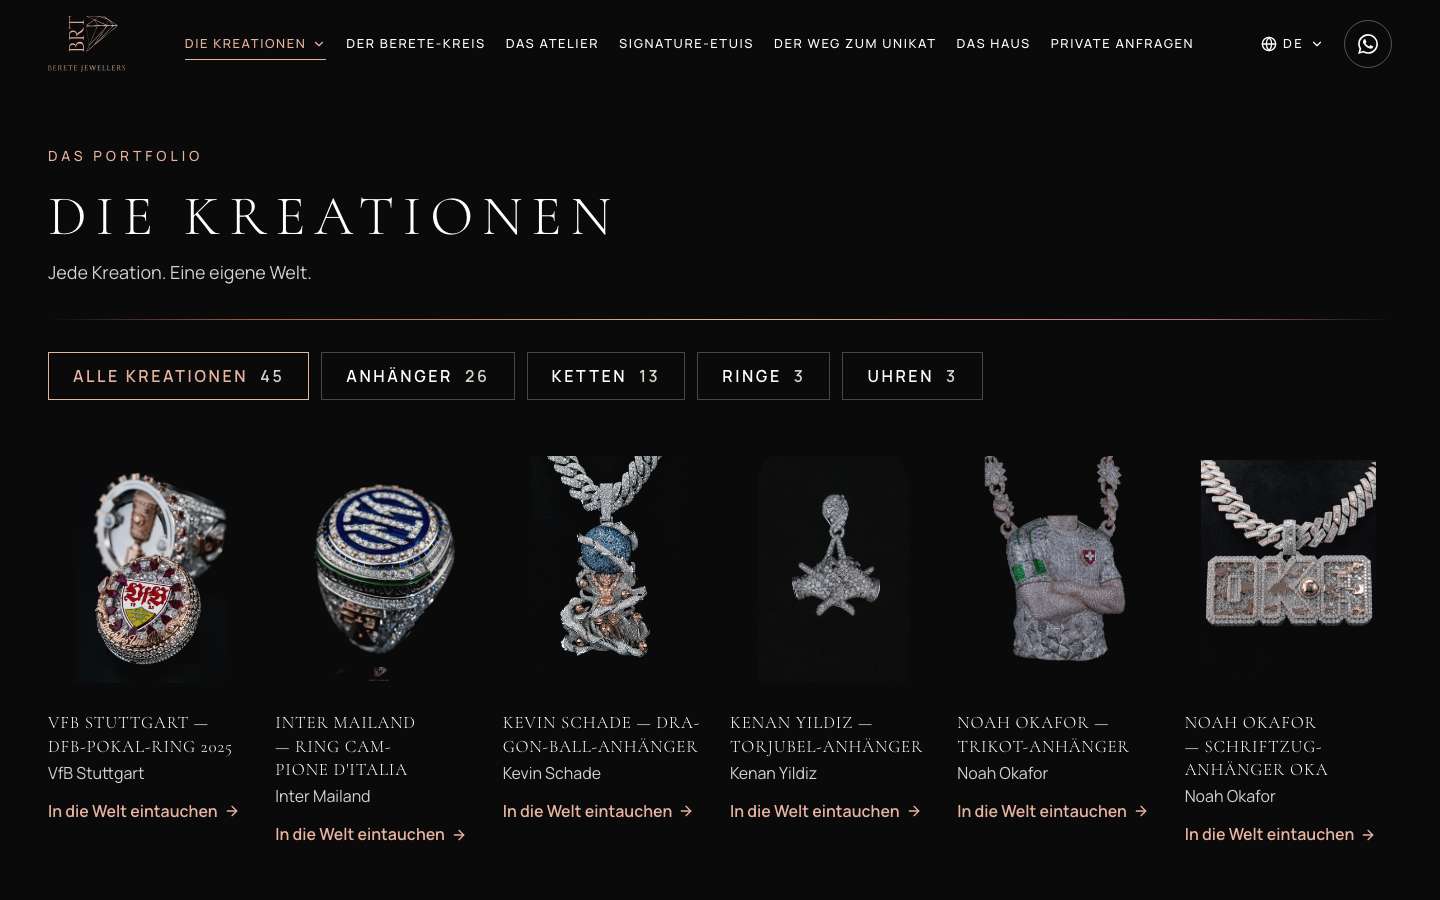 BRT
BERETE JEWELLERS
DIE KREATIONEN
DER BERETE-KREIS
DAS ATELIER
SIGNATURE-ETUIS
DER WEG ZUM UNIKAT
DAS HAUS
PRIVATE ANFRAGEN
DE
DAS PORTFOLIO
DIE KREATIONEN
Jede Kreation. Eine eigene Welt.
ALLE KREATIONEN 45
ANHÄNGER 26
KETTEN 13
RINGE 3
UHREN 3
OKA
VFB STUTTGART —
DFB-POKAL-RING 2025
VfB Stuttgart
In die Welt eintauchen →
INTER MAILAND
— RING CAM-
PIONE D'ITALIA
Inter Mailand
In die Welt eintauchen →
KEVIN SCHADE — DRA-
GON-BALL-ANHÄNGER
Kevin Schade
In die Welt eintauchen →
KENAN YILDIZ —
TORJUBEL-ANHÄNGER
Kenan Yildiz
In die Welt eintauchen →
NOAH OKAFOR —
TRIKOT-ANHÄNGER
Noah Okafor
In die Welt eintauchen →
NOAH OKAFOR
— SCHRIFTZUG-
ANHÄNGER OKA
Noah Okafor
In die Welt eintauchen →